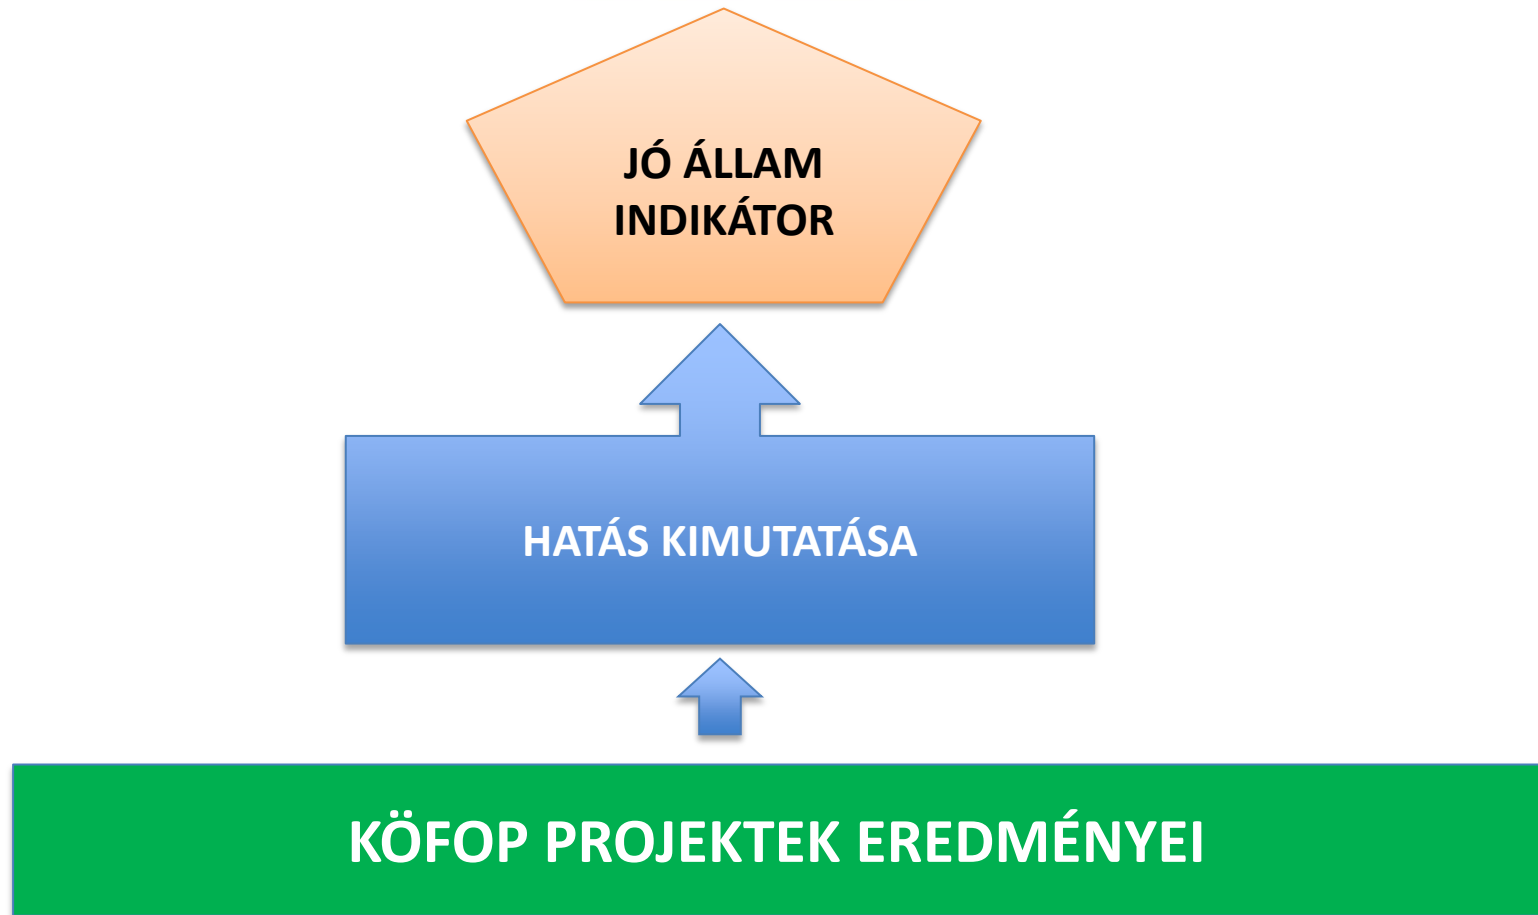 JÓ ÁLLAM
INDIKÁTOR
HATÁS KIMUTATÁSA
KÖFOP PROJEKTEK EREDMÉNYEI